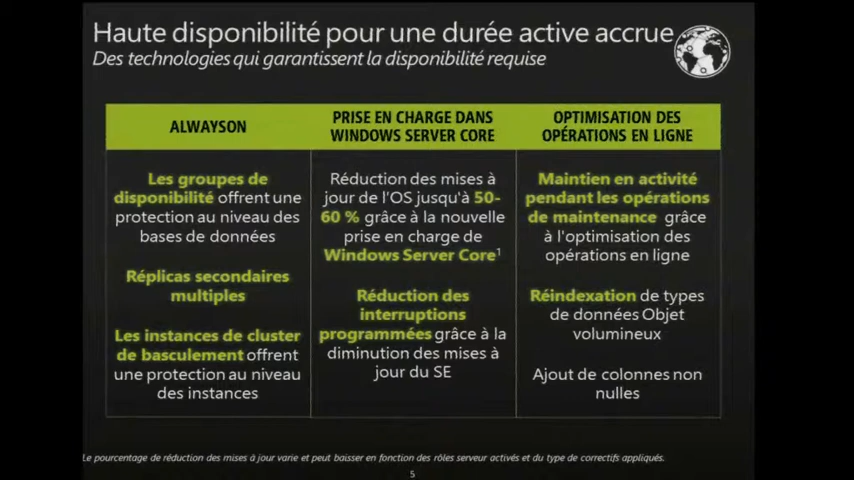 Haute disponibilité pour une durée active accrue
Des technologies qui garantissent la disponibilité requise
ALWAYSON
Les groupes de
disponibilité offrent une
protection au niveau des
bases de données
Réplicas secondaires
multiples
Les instances de cluster
de basculement offrent
une protection au niveau
des instances
PRISE EN CHARGE DANS
WINDOWS SERVER CORE
Réduction des mises à
jour de l'OS jusqu'à 50-
60 % grâce à la nouvelle
prise en charge de
Windows Server Core¹
Réduction des
interruptions
programmées grâce à la
diminution des mises à
jour du SE
OPTIMISATION DES
OPÉRATIONS EN LIGNE
Maintien en activité
pendant les opérations
de maintenance grâce
à l'optimisation des
opérations en ligne
Réindexation de types
de données Objet
volumineux
Ajout de colonnes non
nulles
Le pourcentage de réduction des mises à jour varie et peut baisser en fonction des rôles serveur activés et du type de correctifs appliqués.
5